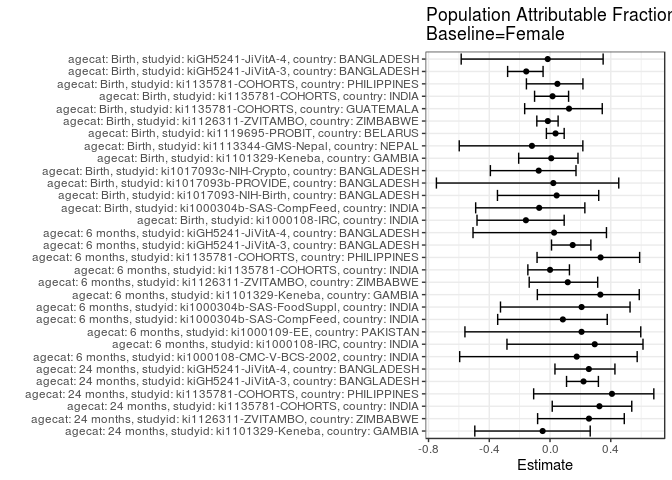 Population Attributable Fraction
Baseline=Female
agecat: Birth, studyid: kiGH5241-JiVitA-4, country: BANGLADESH
agecat: Birth, studyid: kiGH5241-JiVitA-3, country: BANGLADESH
agecat: Birth, studyid: ki1135781-COHORTS, country: PHILIPPINES
agecat: Birth, studyid: ki1135781-COHORTS, country: INDIA
agecat: Birth, studyid: ki1135781-COHORTS, country: GUATEMALA
agecat: Birth, studyid: ki1126311-ZVITAMBO, country: ZIMBABWE
agecat: Birth, studyid: ki1119695-PROBIT, country: BELARUS
agecat: Birth, studyid: ki1113344-GMS-Nepal, country: NEPAL
agecat: Birth, studyid: ki1101329-Keneba, country: GAMBIA
agecat: Birth, studyid: ki1017093c-NIH-Crypto, country: BANGLADESH
agecat: Birth, studyid: ki1017093b-PROVIDE, country: BANGLADESH
agecat: Birth, studyid: ki1017093-NIH-Birth, country: BANGLADESH
agecat: Birth, studyid: ki1000304b-SAS-CompFeed, country: INDIA
agecat: Birth, studyid: ki1000108-IRC, country: INDIA
agecat: 6 months, studyid: kiGH5241-JiVitA-4, country: BANGLADESH
agecat: 6 months, studyid: kiGH5241-JiVitA-3, country: BANGLADESH
agecat: 6 months, studyid: ki1135781-COHORTS, country: PHILIPPINES
agecat: 6 months, studyid: ki1135781-COHORTS, country: INDIA
agecat: 6 months, studyid: ki1126311-ZVITAMBO, country: ZIMBABWE
agecat: 6 months, studyid: ki1101329-Keneba, country: GAMBIA
agecat: 6 months, studyid: ki1000304b-SAS-FoodSuppl, country: INDIA
agecat: 6 months, studyid: ki1000304b-SAS-CompFeed, country: INDIA
agecat: 6 months, studyid: ki1000109-EE, country: PAKISTAN
agecat: 6 months, studyid: ki1000108-IRC, country: INDIA
agecat: 6 months, studyid: ki1000108-CMC-V-BCS-2002, country: INDIA
agecat: 24 months, studyid: kiGH5241-JiVitA-4, country: BANGLADESH
agecat: 24 months, studyid: kiGH5241-JiVitA-3, country: BANGLADESH
agecat: 24 months, studyid: ki1135781-COHORTS, country: PHILIPPINES
agecat: 24 months, studyid: ki1135781-COHORTS, country: INDIA
agecat: 24 months, studyid: ki1126311-ZVITAMBO, country: ZIMBABWE
agecat: 24 months, studyid: ki1101329-Keneba, country: GAMBIA
-0.8 -0.4 0.0 0.4
Estimate